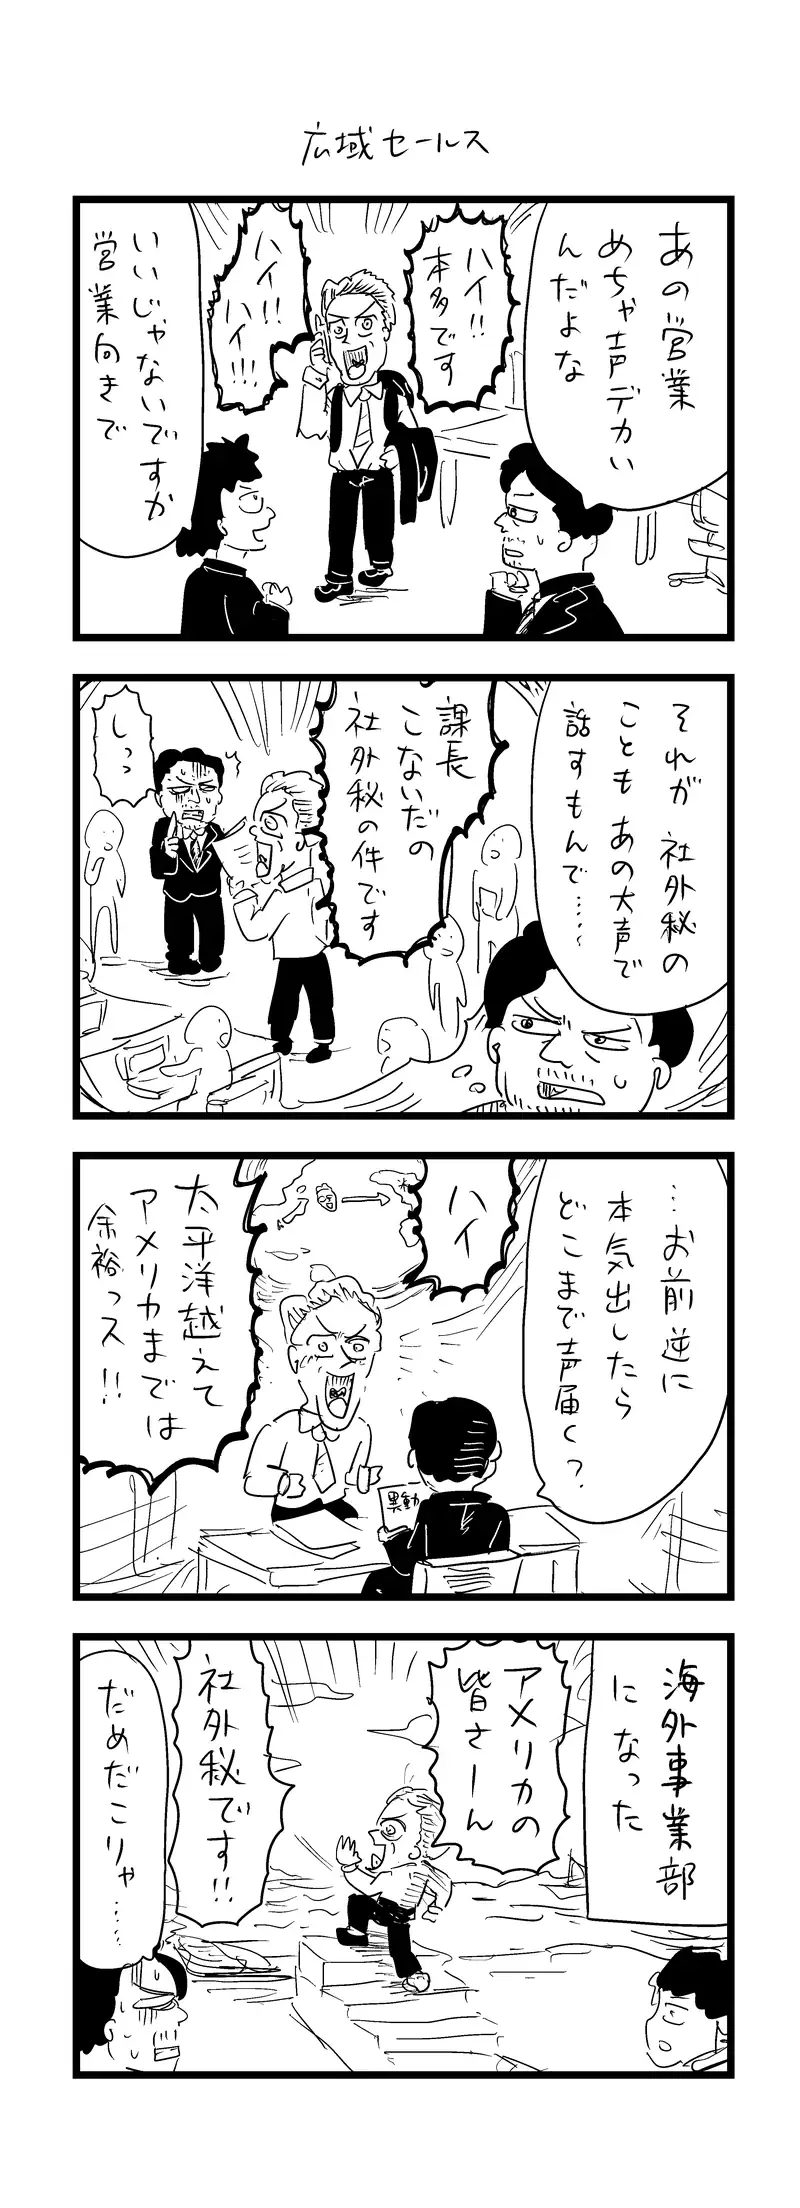 広域セールス
あの営業
めちゃ声デカい
んだよな
ハイ!!
本多です
ハイ!!
ハイ!!!
いいじゃないですか
営業向きで
それが 社外秘の
ことも あの大声で
話すもんで……
課長
こないだの
社外秘の件です
しっっ
…お前 逆に
本気出したら
どこまで声届く?
ハイ
太平洋越えて
アメリカまでは
余裕っス!!
米
異動
海外事業部
になった
アメリカの
皆さーん
社外秘です!!
だめだこりゃ……